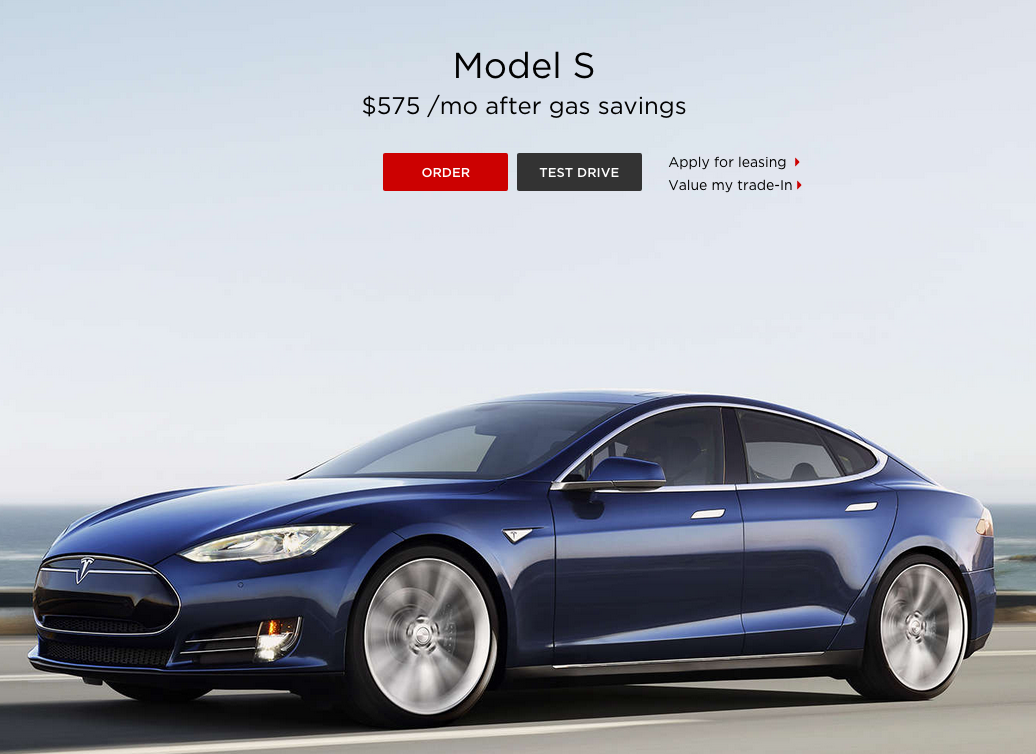 Model S
$575 /mo after gas savings
ORDER
TEST DRIVE
Apply for leasing
Value my trade-In